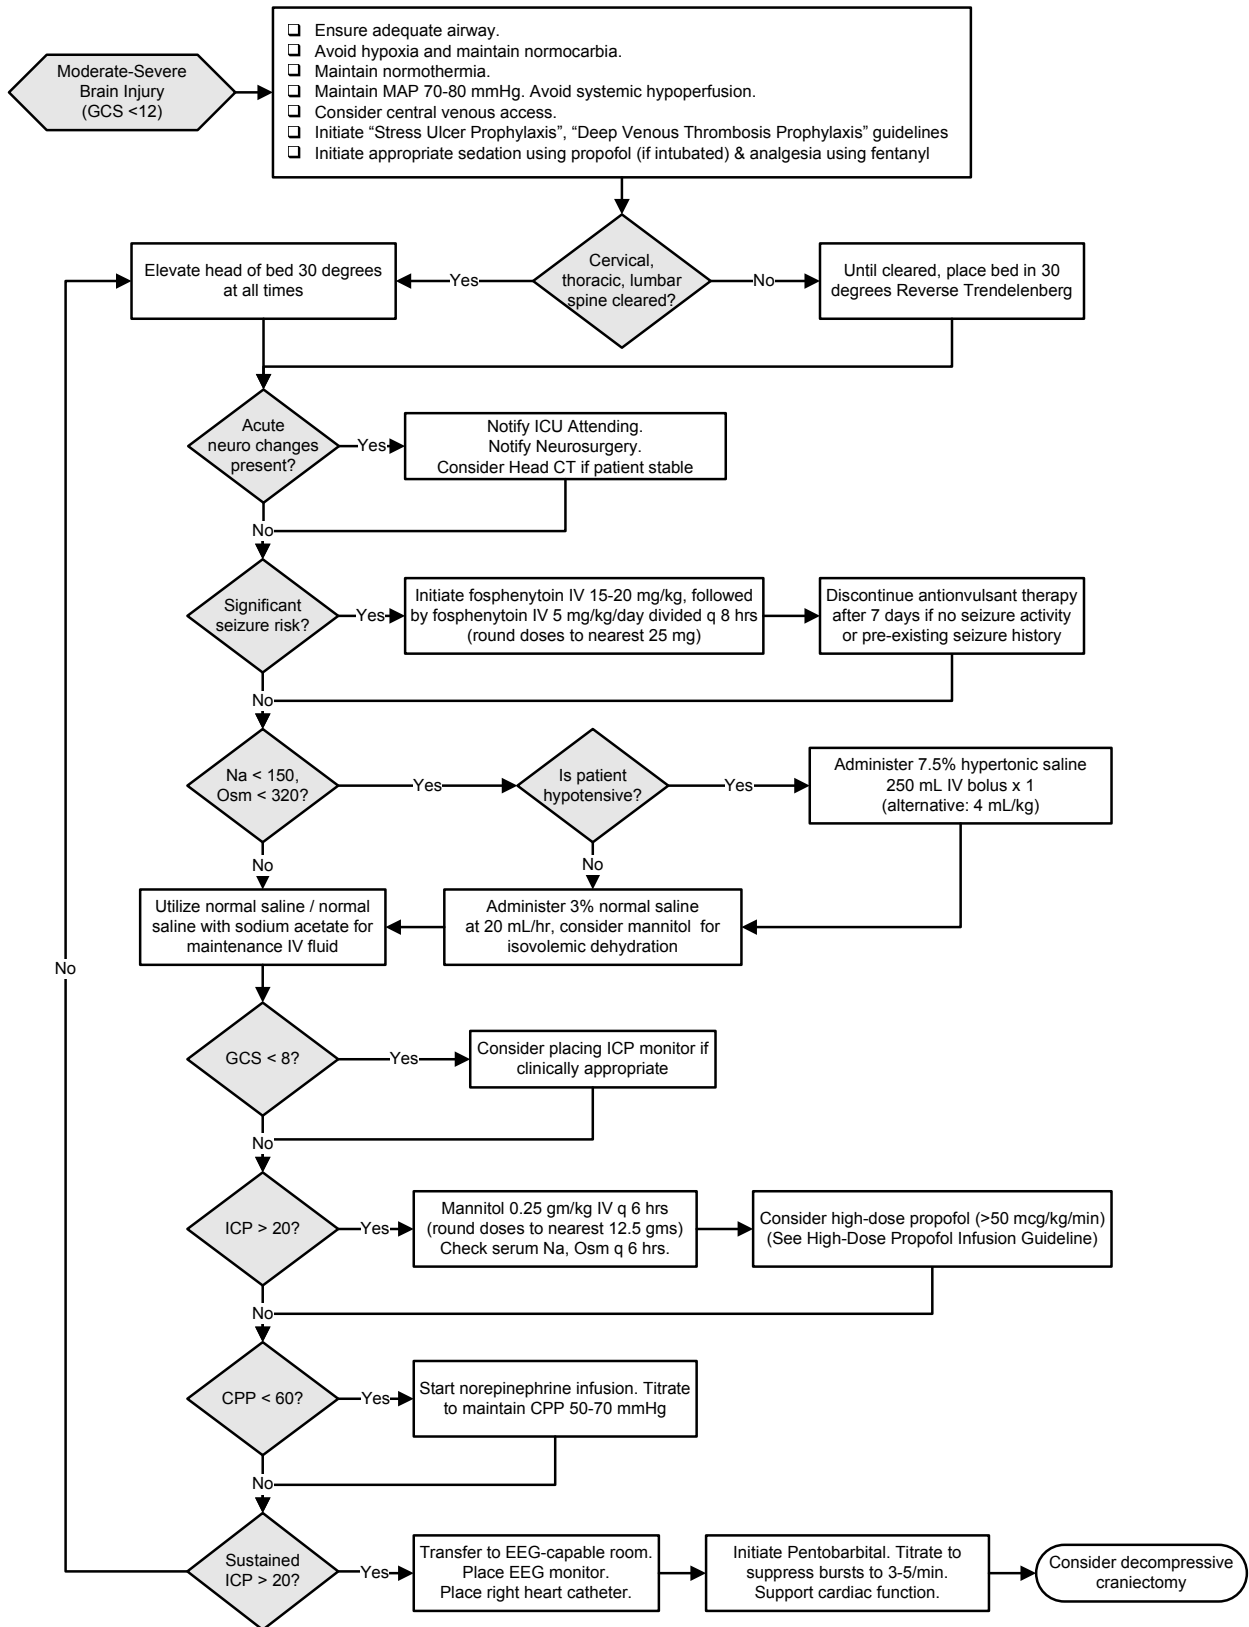 Moderate-Severe
Brain Injury
(GCS <12)
❑ Ensure adequate airway.
❑ Avoid hypoxia and maintain normocarbia.
❑ Maintain normothermia.
❑ Maintain MAP 70-80 mmHg. Avoid systemic hypoperfusion.
❑ Consider central venous access.
❑ Initiate “Stress Ulcer Prophylaxis”, “Deep Venous Thrombosis Prophylaxis” guidelines
❑ Initiate appropriate sedation using propofol (if intubated) & analgesia using fentanyl
Cervical,
thoracic, lumbar
spine cleared?
Yes
Elevate head of bed 30 degrees
at all times
No
Until cleared, place bed in 30
degrees Reverse Trendelenberg
Acute
neuro changes
present?
Yes
Notify ICU Attending.
Notify Neurosurgery.
Consider Head CT if patient stable
No
Significant
seizure risk?
Yes
Initiate fosphenytoin IV 15-20 mg/kg, followed
by fosphenytoin IV 5 mg/kg/day divided q 8 hrs
(round doses to nearest 25 mg)
Discontinue antionvulsant therapy
after 7 days if no seizure activity
or pre-existing seizure history
No
Na < 150,
Osm < 320?
Yes
Is patient
hypotensive?
Yes
Administer 7.5% hypertonic saline
250 mL IV bolus x 1
(alternative: 4 mL/kg)
No
No
Utilize normal saline / normal
saline with sodium acetate for
maintenance IV fluid
Administer 3% normal saline
at 20 mL/hr, consider mannitol for
isovolemic dehydration
No
GCS < 8?
Yes
Consider placing ICP monitor if
clinically appropriate
No
ICP > 20?
Yes
Mannitol 0.25 gm/kg IV q 6 hrs
(round doses to nearest 12.5 gms)
Check serum Na, Osm q 6 hrs.
Consider high-dose propofol (>50 mcg/kg/min)
(See High-Dose Propofol Infusion Guideline)
No
CPP < 60?
Yes
Start norepinephrine infusion. Titrate
to maintain CPP 50-70 mmHg
No
Sustained
ICP > 20?
Yes
Transfer to EEG-capable room.
Place EEG monitor.
Place right heart catheter.
Initiate Pentobarbital. Titrate to
suppress bursts to 3-5/min.
Support cardiac function.
Consider decompressive
craniectomy